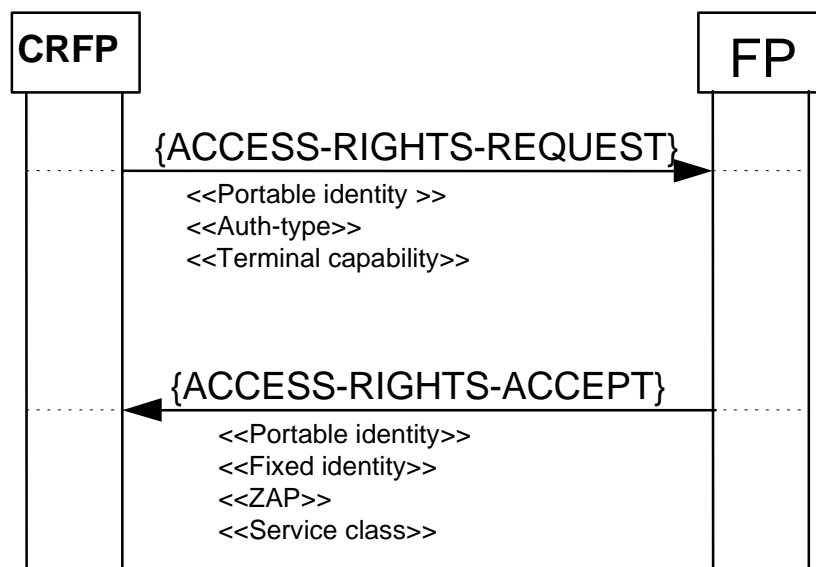 CRFP
FP
{ACCESS-RIGHTS-REQUEST}
<<Portable identity >>
<<Auth-type>>
<<Terminal capability>>
{ACCESS-RIGHTS-ACCEPT}
<<Portable identity>>
<<Fixed identity>>
<<ZAP>>
<<Service class>>